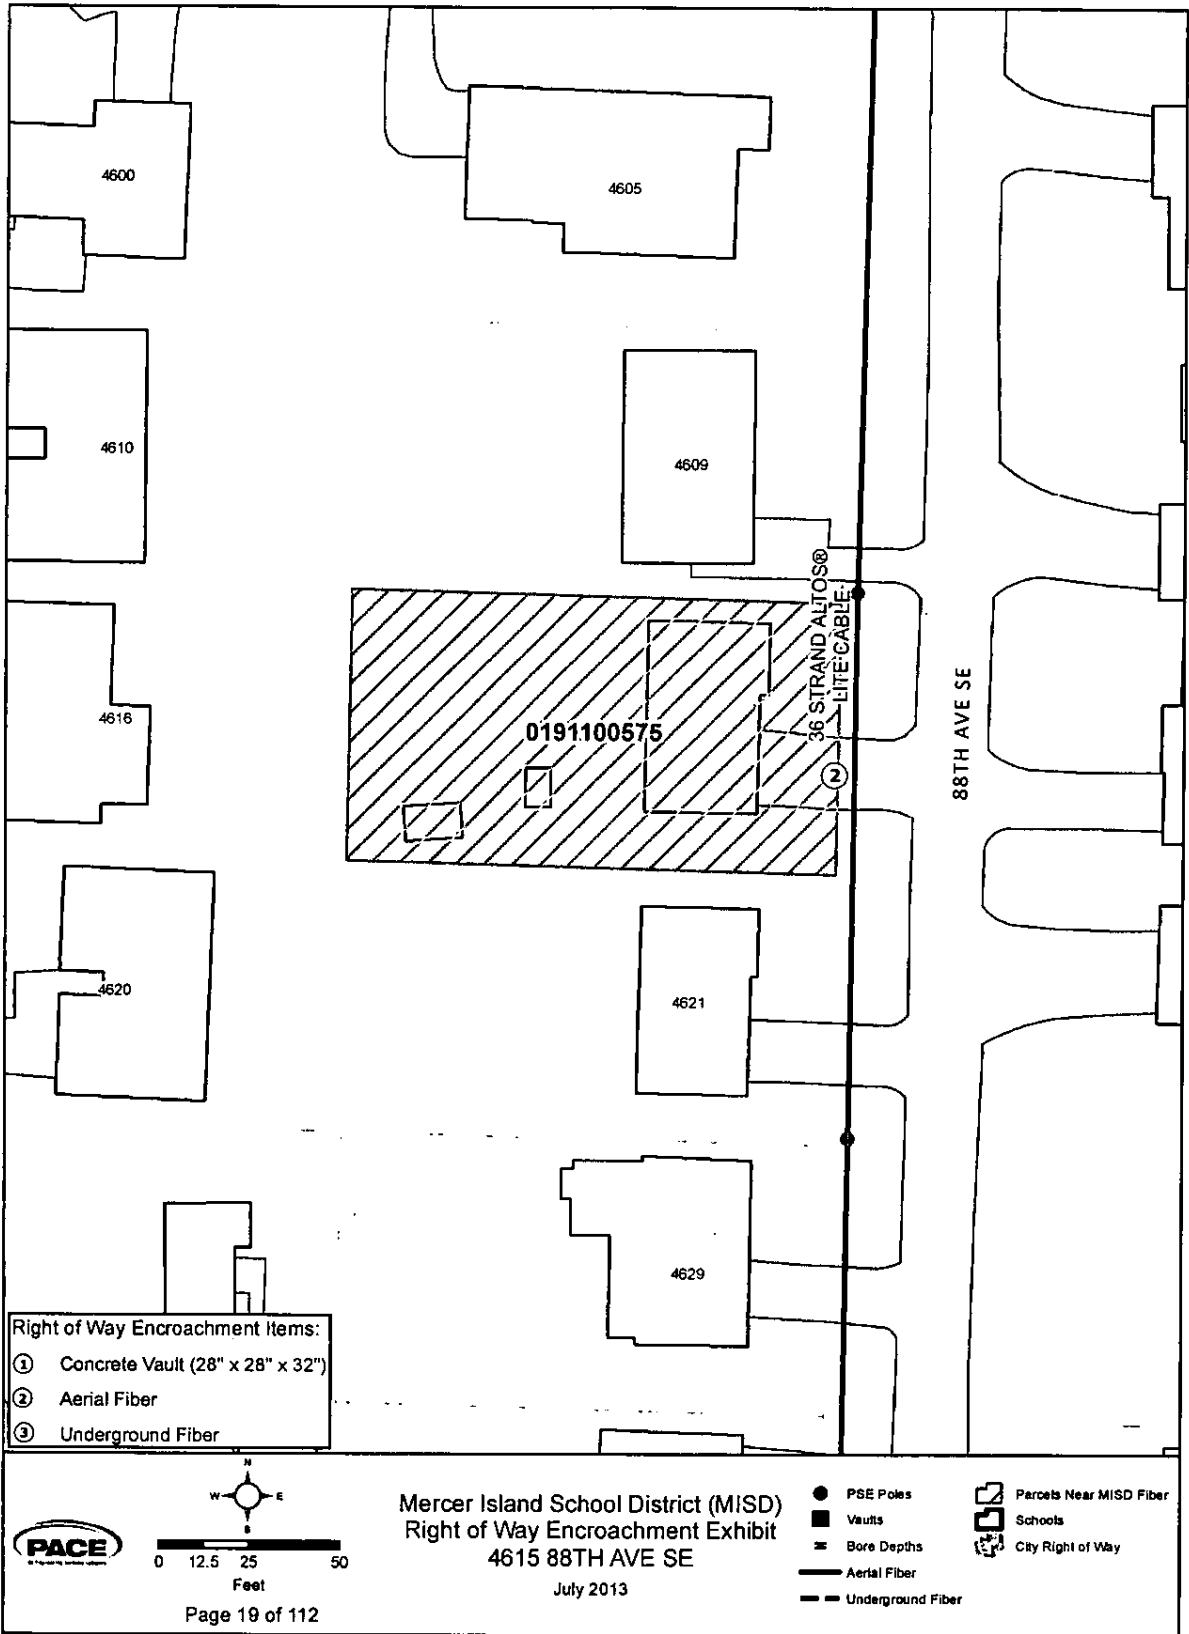 4600
4605
4610
4609
36 STRAND ALTOS®
LITE CABLE
4616
0191100575
2
88TH AVE SE
4620
4621
4629
Right of Way Encroachment Items:
1 Concrete Vault (28" x 28" x 32")
2 Aerial Fiber
3 Underground Fiber
N
W E
S
PACE
0 12.5 25 50
Feet
Page 19 of 112
Mercer Island School District (MISD)
Right of Way Encroachment Exhibit
4615 88TH AVE SE
July 2013
PSE Poles
Vaults
Bore Depths
Aerial Fiber
Underground Fiber
Parcels Near MISD Fiber
Schools
City Right of Way